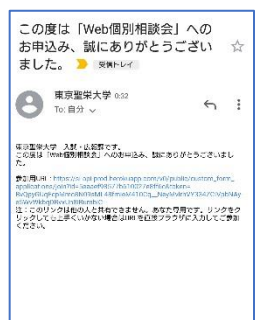 この度は「Web個別相談会」への
お申込み、誠にありがとうござい
ました。 受信トレイ
東京聖栄大学 0:52
To: 自分
東京聖栄大学 入試・広報課です。
この度は「Web個別相談会」へのお申込み、誠にありがとうございまし
た。
参加用URL:
注:このリンクは他の人と共有できません。あなた専用です。リンクをク
リックしても上手くいかない場合はURLを直接ブラウザに入力してご参加
ください。